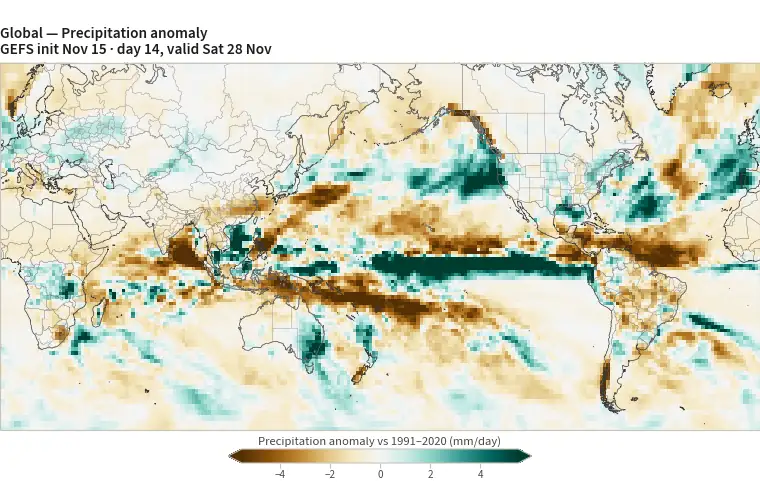 Global — Precipitation anomaly
GEFS init Nov 15 · day 14, valid Sat 28 Nov
Precipitation anomaly vs 1991–2020 (mm/day)
−4 −2 0 2 4